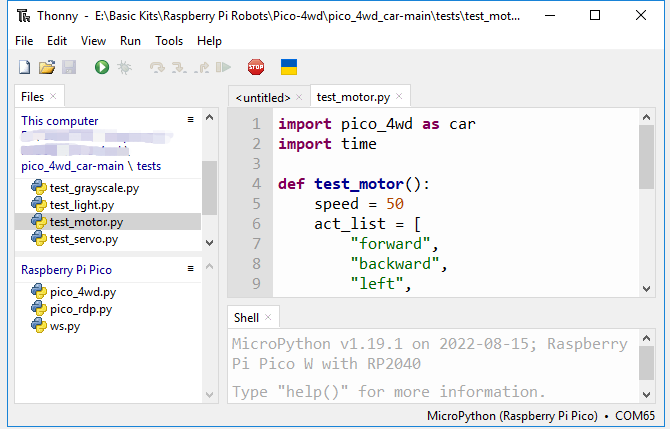 Thonny - E:\Basic Kits\Raspberry Pi Robots\Pico-4wd\pico_4wd_car-main\tests\test_mot...
File Edit View Run Tools Help
STOP
Files
This computer
pico_4wd_car-main \ tests
test_grayscale.py
test_light.py
test_motor.py
test_servo.py
Raspberry Pi Pico
pico_4wd.py
pico_rdp.py
ws.py
<untitled> test_motor.py
1 import pico_4wd as car
2 import time
3
4 def test_motor():
5 speed = 50
6 act_list = [
7 "forward",
8 "backward",
9 "left",
Shell
MicroPython v1.19.1 on 2022-08-15; Raspberry
Pi Pico W with RP2040
Type "help()" for more information.
MicroPython (Raspberry Pi Pico) • COM65